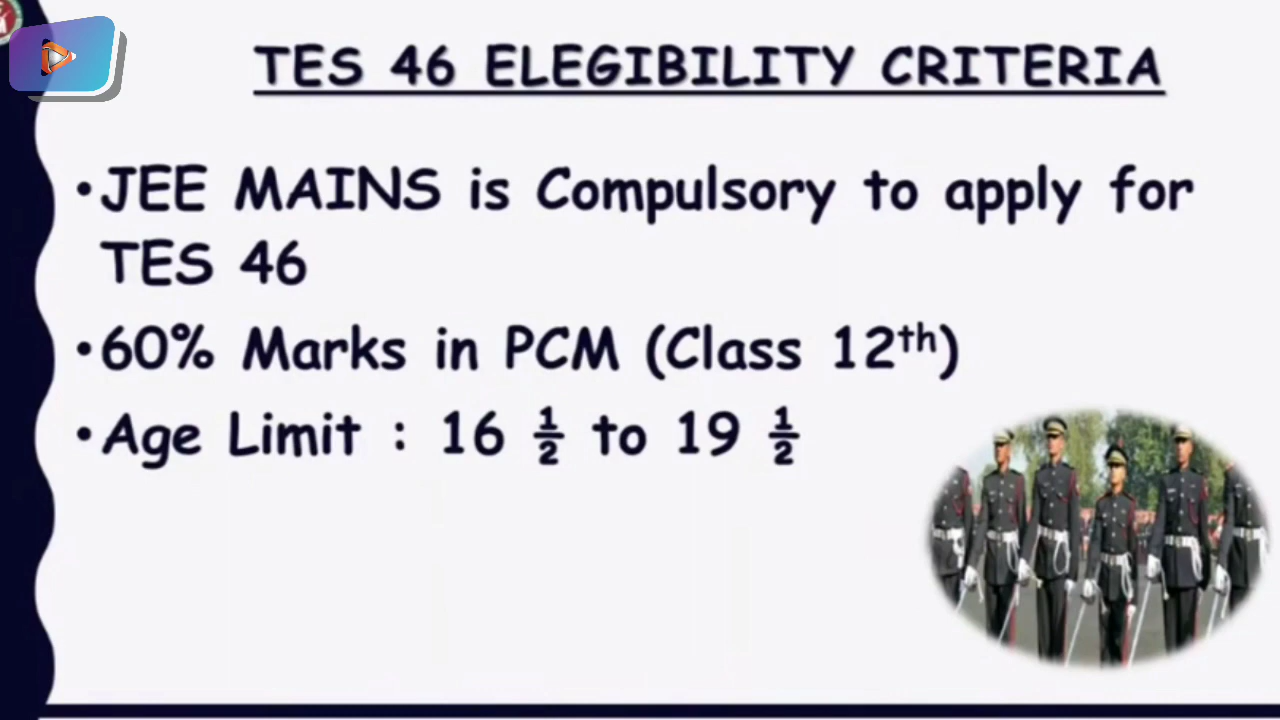 TES 46 ELEGIBILITY CRITERIA
•JEE MAINS is Compulsory to apply for
TES 46
•60% Marks in PCM (Class 12th)
•Age Limit : 16 ½ to 19 ½